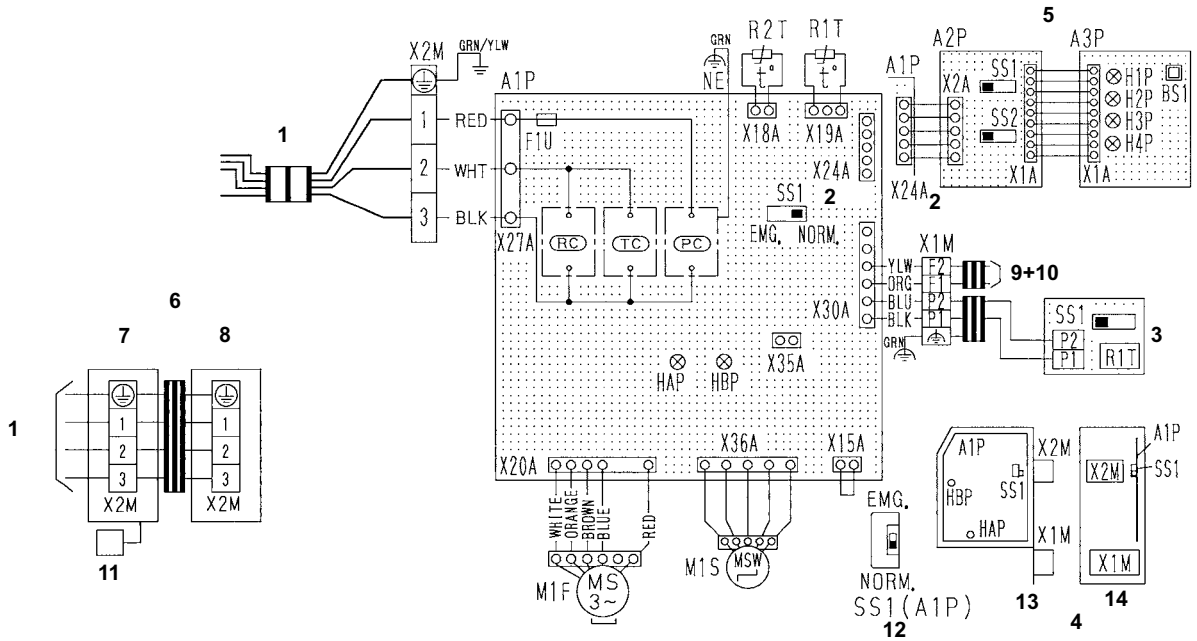 5
R2T R1T
A2P A3P
X2M GRN/YLW GRN
A1P NE t° t° A1P
SS1 H1P
X2A BS1
H2P
1 1 RED F1U X18A X19A SS2 H3P
H4P
2 WHT X24A X1A X1A
SS1 2 X24A 2
3 BLK EMG. NORM.
X27A RC TC PC X1M
YLW F2 9+10
ORG F1
6 BLU P2
X30A BLK P1 SS1
7 8 GRN P2 3
X35A P1 R1T
HAP HBP
1 1 1
2 2 X20A X36A X15A A1P X2M A1P
3 3 X2M SS1
X2M X2M SS1
WHITE ORANGE BROWN BLUE RED EMG. HBP
HAP X1M
11 M1F MS 3~ M1S MSW NORM. X1M
SS1(A1P) 13 14
12 4